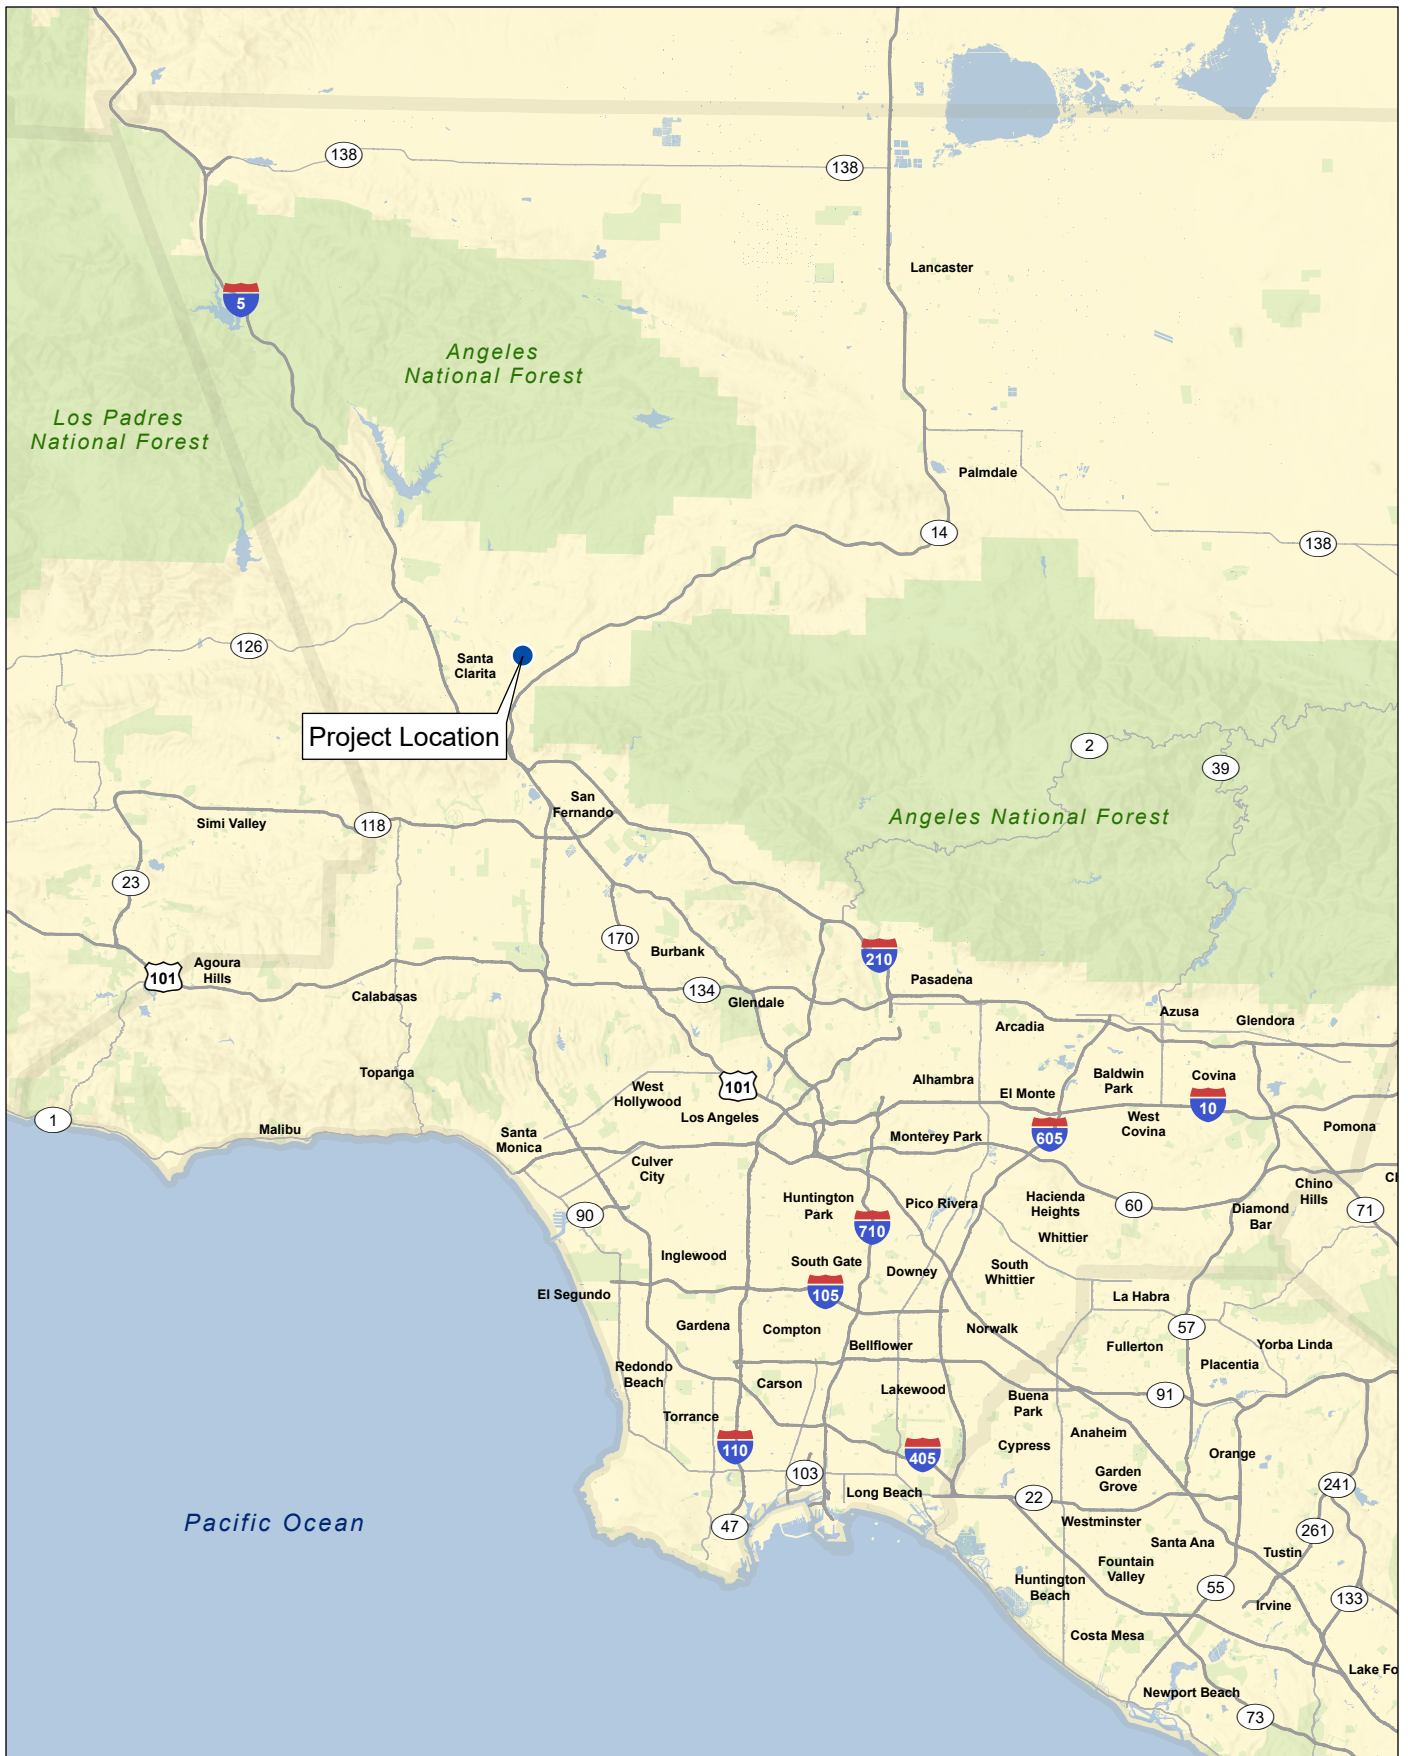 138
138
Lancaster
5
Angeles
National Forest
Los Padres
National Forest
Palmdale
14
138
126
Santa
Clarita
Project Location
2
39
San
Fernando
Simi Valley
118
Angeles National Forest
23
170
Burbank
210
Agoura
Hills
101
Pasadena
134
Calabasas
Glendale
Azusa
Glendora
Arcadia
Topanga
West
Hollywood
101
Alhambra
El Monte
Baldwin
Park
Covina
10
Los Angeles
1
Malibu
Santa
Monica
Monterey Park
605
West
Covina
Pomona
Culver
City
Huntington
Park
Pico Rivera
Hacienda
Heights
60
Chino
Hills
Diamond
Bar
71
90
710
Whittier
Inglewood
South Gate
Downey
South
Whittier
El Segundo
105
La Habra
Gardena
Compton
Norwalk
57
Bellflower
Fullerton
Yorba Linda
Placentia
Redondo
Beach
Carson
Lakewood
Buena
Park
91
Torrance
Anaheim
110
405
Cypress
Orange
103
Garden
Grove
Long Beach
22
241
Pacific Ocean
47
Westminster
261
Santa Ana
Tustin
Fountain
Valley
Huntington
Beach
55
133
Irvine
Costa Mesa
Lake Fo
Newport Beach
73